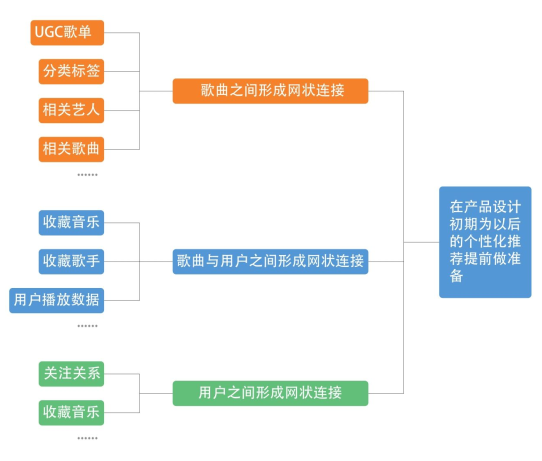 UGC歌单
分类标签
相关艺人
相关歌曲
......
歌曲之间形成网状连接
收藏音乐
收藏歌手
用户播放数据
......
歌曲与用户之间形成网状连接
关注关系
收藏音乐
......
用户之间形成网状连接
在产品设计
初期为以后
的个性化推
荐提前做准
备